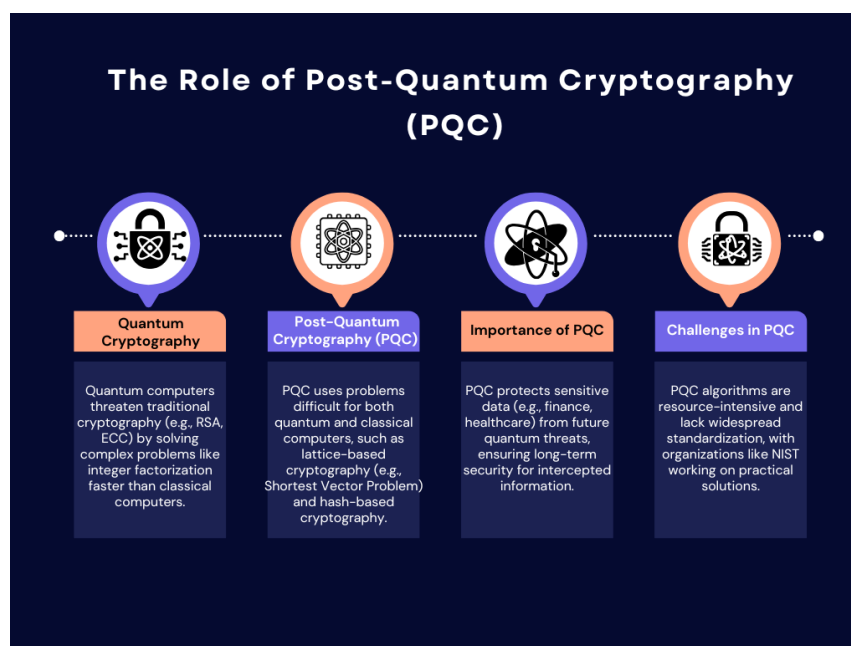 The Role of Post-Quantum Cryptography
(PQC)
Quantum
Cryptography
Quantum computers
threaten traditional
cryptography (e.g., RSA,
ECC) by solving
complex problems like
integer factorization
faster than classical
computers.
Post-Quantum
Cryptography (PQC)
PQC uses problems
difficult for both
quantum and classical
computers, such as
lattice-based
cryptography (e.g.,
Shortest Vector Problem)
and hash-based
cryptography.
Importance of PQC
PQC protects sensitive
data (e.g., finance,
healthcare) from future
quantum threats,
ensuring long-term
security for intercepted
information.
Challenges in PQC
PQC algorithms are
resource-intensive and
lack widespread
standardization, with
organizations like NIST
working on practical
solutions.